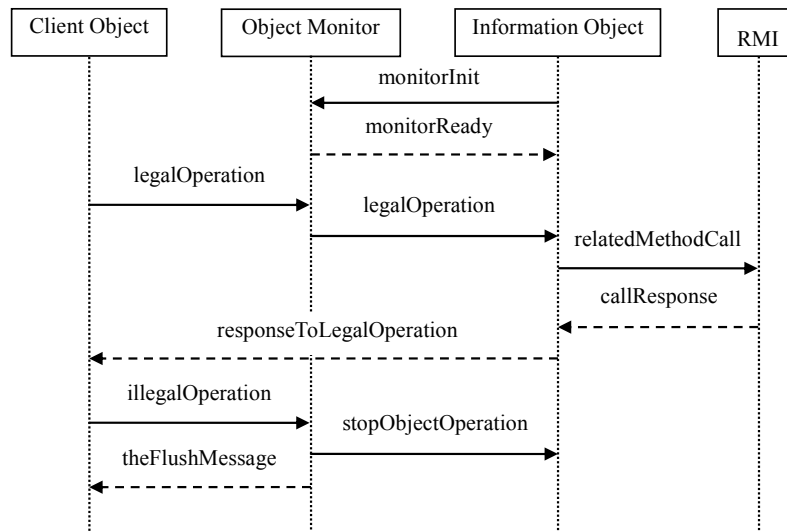 Client Object
Object Monitor
Information Object
RMI
monitorInit
monitorReady
legalOperation
legalOperation
relatedMethodCall
callResponse
responseToLegalOperation
illegalOperation
stopObjectOperation
theFlushMessage